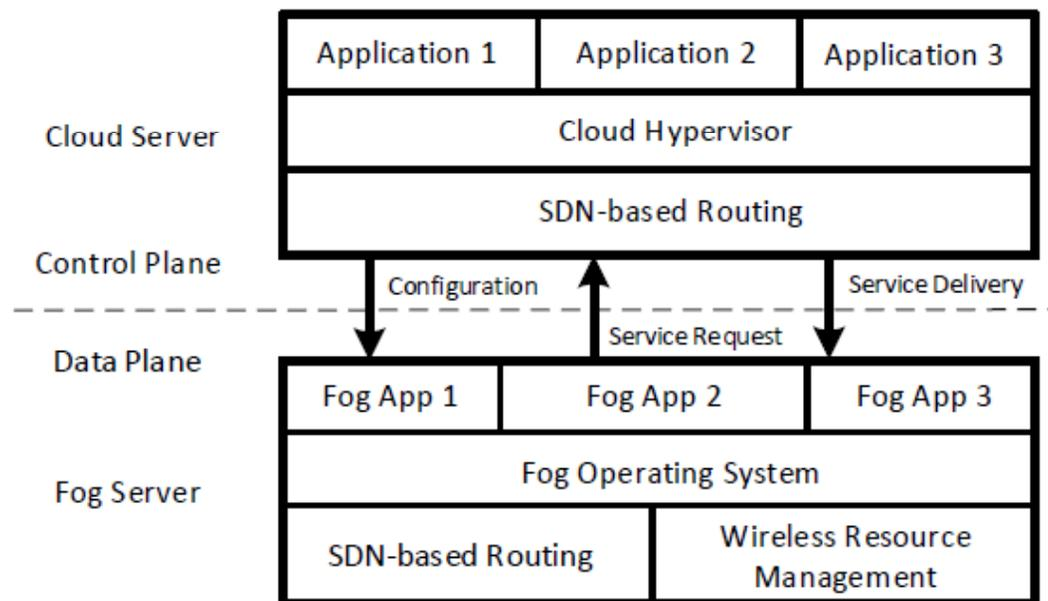 Application 1
Application 2
Application 3
Cloud Server
Cloud Hypervisor
SDN-based Routing
Control Plane
Configuration
Service Delivery
Service Request
Data Plane
Fog App 1
Fog App 2
Fog App 3
Fog Server
Fog Operating System
SDN-based Routing
Wireless Resource
Management